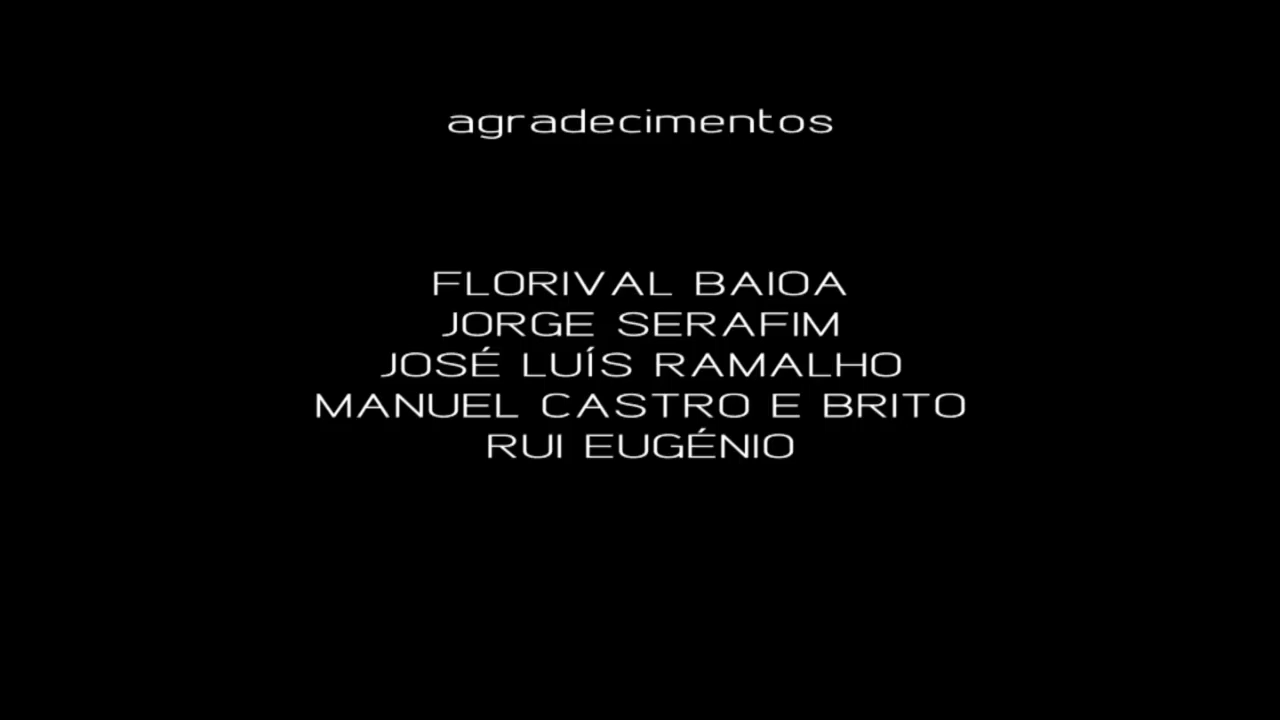 agradecimentos
FLORIVAL BAIOA
JORGE SERAFIM
JOSÉ LUÍS RAMALHO
MANUEL CASTRO E BRITO
RUI EUGÉNIO